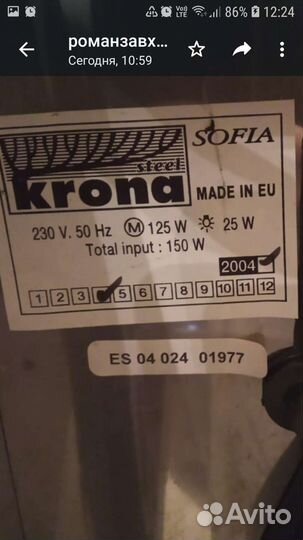 86% 12:24
романзавх...
Сегодня, 10:59
SOFIA
steel
krona
MADE IN EU
230 V. 50 Hz M 125 W 25 W
Total input : 150 W
2004
1 2 3 5 6 7 8 9 10 11 12
ES 04 024 01977
Avito